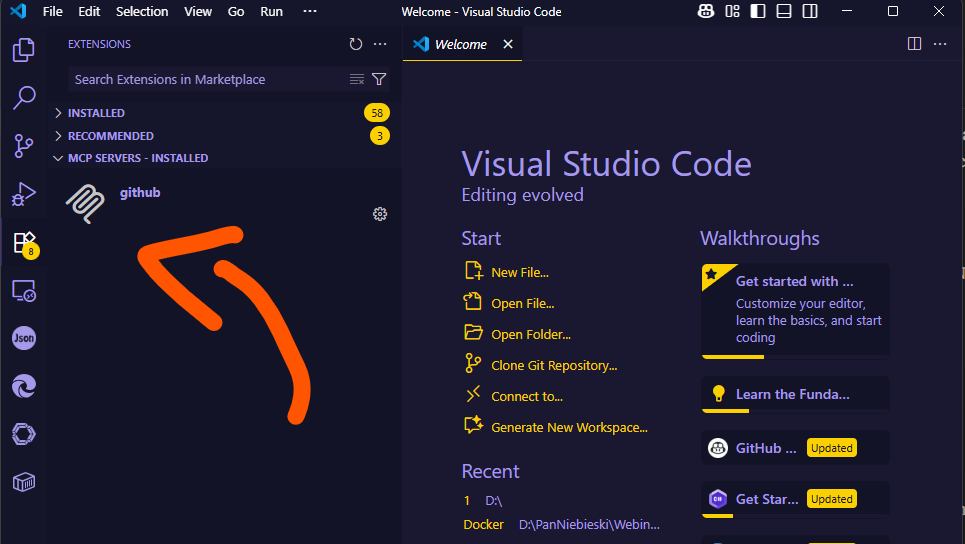 File Edit Selection View Go Run ··· Welcome - Visual Studio Code
EXTENSIONS
Welcome
Search Extensions in Marketplace
INSTALLED 58
RECOMMENDED 3
MCP SERVERS - INSTALLED
github
8
Json
Visual Studio Code
Editing evolved
Start
New File...
Open File...
Open Folder...
Clone Git Repository...
Connect to...
Generate New Workspace...
Recent
1 D:\
Docker D:\PanNiebieski\Webin...
Walkthroughs
Get started with ...
Customize your editor,
learn the basics, and start
coding
Learn the Funda...
GitHub ... Updated
C# Get Star... Updated